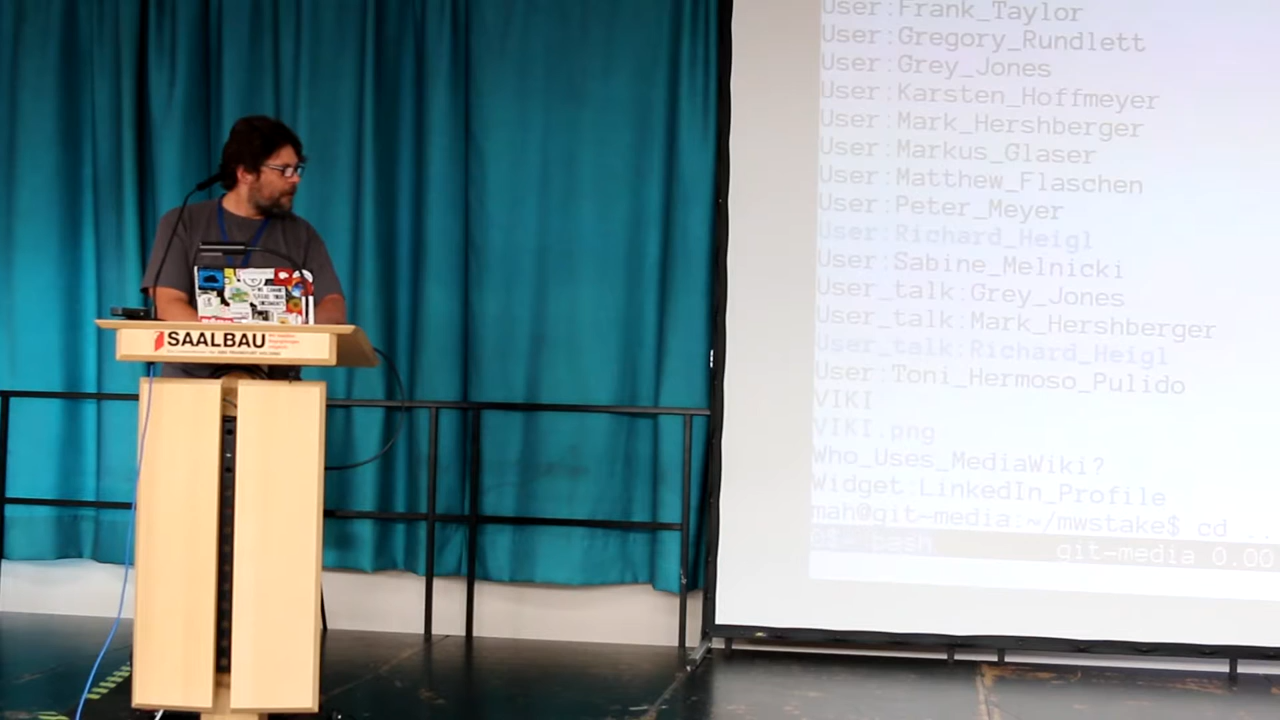 User:Frank_Taylor
User:Gregory_Rundlett
User:Grey_Jones
User:Karsten_Hoffmeyer
User:Mark_Hershberger
User:Markus_Glaser
User:Matthew_Flaschen
User:Peter_Meyer
User:Richard_Heigl
User:Sabine_Melnicki
User_talk:Grey_Jones
User_talk:Mark_Hershberger
User_talk:Richard_Heigl
User:Toni_Hermoso_Pulido
VIKI
VIKI.png
Who_Uses_MediaWiki?
Widget:LinkedIn_Profile
mah@git-media:~/mwstake$ cd ..
bash git-media 0.00
SAALBAU